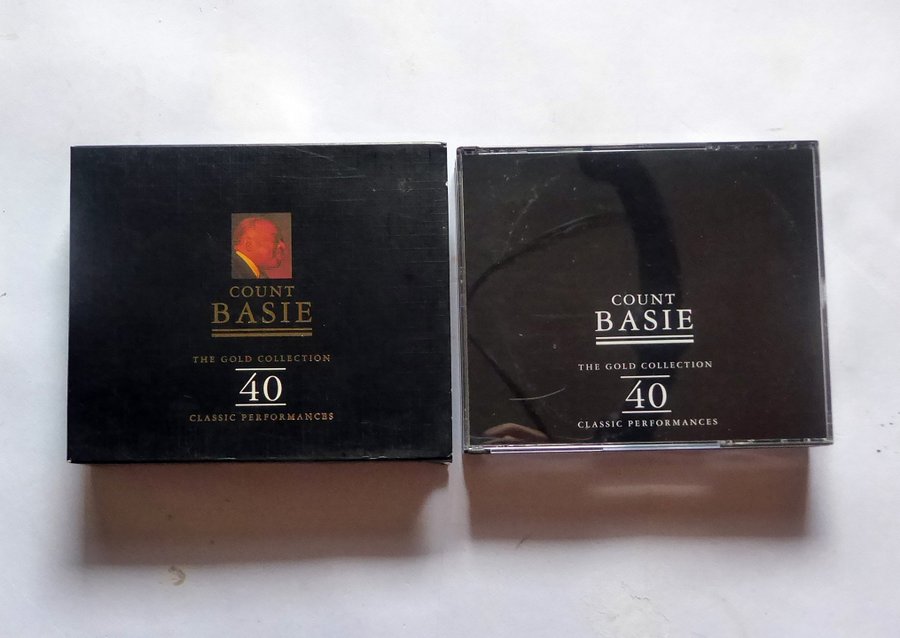 COUNT
BASIE
THE GOLD COLLECTION
40
CLASSIC PERFORMANCES
COUNT
BASIE
THE GOLD COLLECTION
40
CLASSIC PERFORMANCES